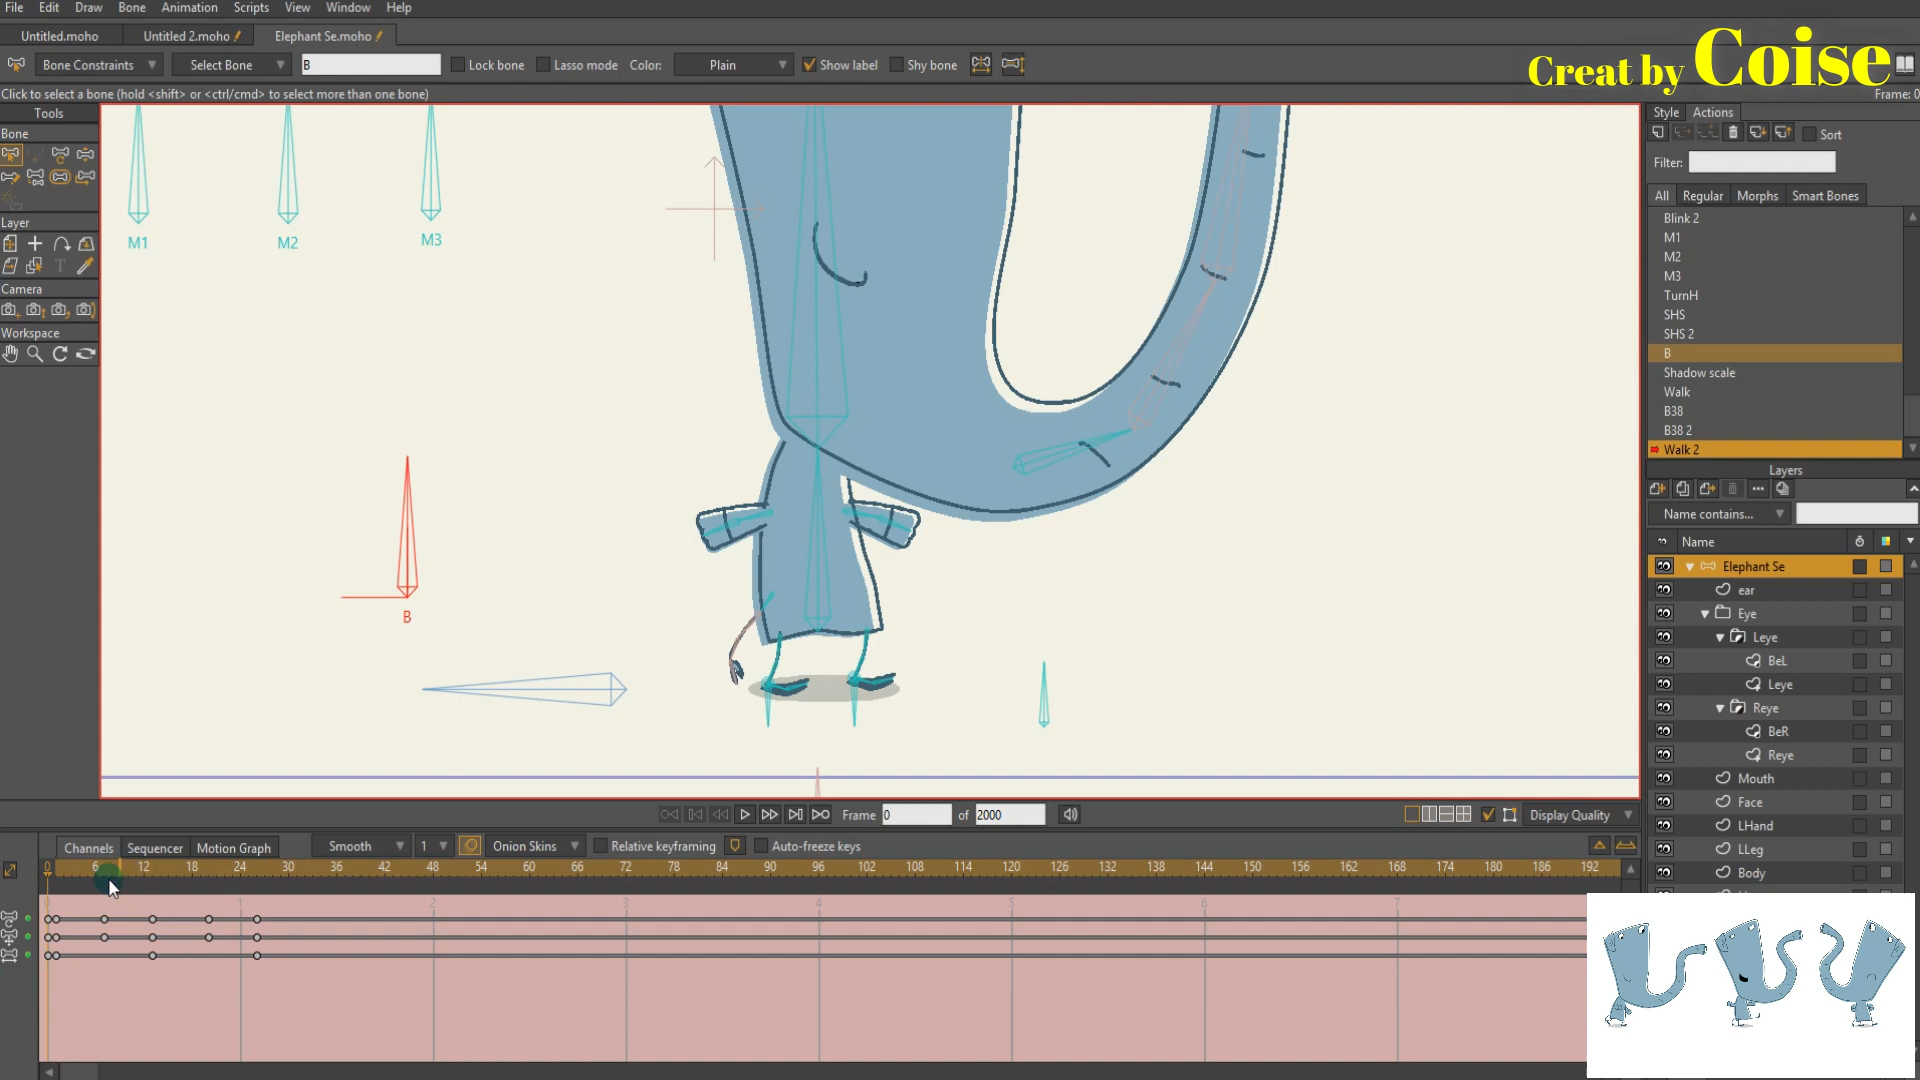 File Edit Draw Bone Animation Scripts View Window Help
Untitled.moho Untitled 2.moho Elephant Se.moho
Bone Constraints Select Bone B Lock bone Lasso mode Color: Plain Show label Shy bone
Creat by Coise
Click to select a bone (hold <shift> or <ctrl/cmd> to select more than one bone)
Frame: 0
Tools
Bone
Layer
Camera
Workspace
M1 M2 M3
B
Style Actions
Sort
Filter:
All Regular Morphs Smart Bones
Blink 2
M1
M2
M3
TurnH
SHS
SHS 2
B
Shadow scale
Walk
B38
B38 2
Walk 2
Layers
Name contains...
Name
Elephant Se
ear
Eye
Leye
BeL
Leye
Reye
BeR
Reye
Mouth
Face
LHand
LLeg
Body
Frame 0 of 2000 Display Quality
Channels Sequencer Motion Graph Smooth 1 Onion Skins Relative keyframing Auto-freeze keys
0 6 12 18 24 30 36 42 48 54 60 66 72 78 84 90 96 102 108 114 120 126 132 138 144 150 156 162 168 174 180 186 192
0 1 2 3 4 5 6 7